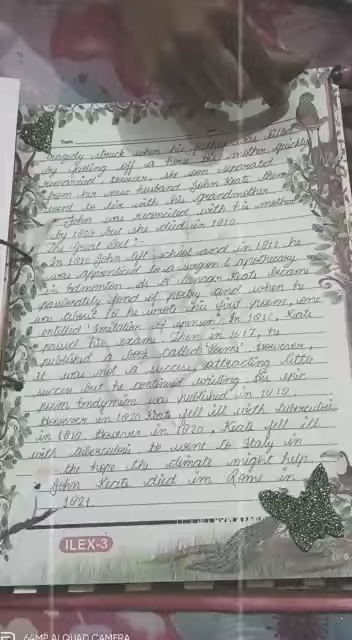 Topic
tragedy struck when his father was killed
by falling off a horse. His mother quickly
remarried. However, she soon separated
from her new husband John Keats then
went to live with his grandmother.
John was reconciled with his mother
by 1809 but she died in 1810.
The Great Poet :-
In 1810 John left school and in 1811 he
was apprenticed to a surgeon & apothecary
in Edmonton. As a teenager Keats became
passionately fond of poetry and when he
was about 18 he wrote his first poem, one
entitled 'Imitation of spenser. In 1816, Keats
passed his exams. Then in 1817, he
published a book called 'Poems'. However,
it was not a success, attracting little
success but he continued writing his epic
poem Endymion was published in 1818
However in 1820 Keats fell ill with tuberculosis
in 1810. However in 1820, Keats fell ill
with tuberculosis He went to Italy in
the hope the climate might help.
John Keats died in Rome in
1821.
ILEX-3
64MP ALQUAD CAMERA